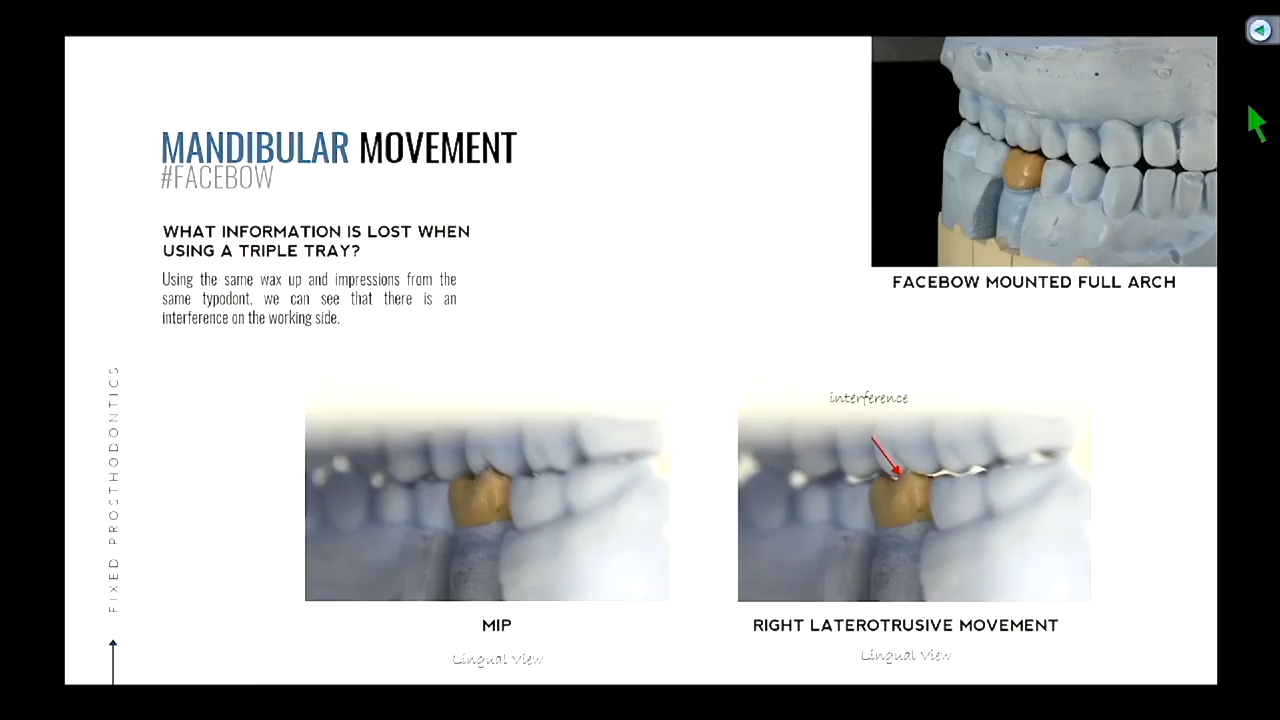 MANDIBULAR MOVEMENT
#FACEBOW
WHAT INFORMATION IS LOST WHEN
USING A TRIPLE TRAY?
Using the same wax up and impressions from the
same typodont, we can see that there is an
interference on the working side.
FACEBOW MOUNTED FULL ARCH
FIXED PROSTHODONTICS
interference
MIP
Lingual View
RIGHT LATEROTRUSIVE MOVEMENT
Lingual View